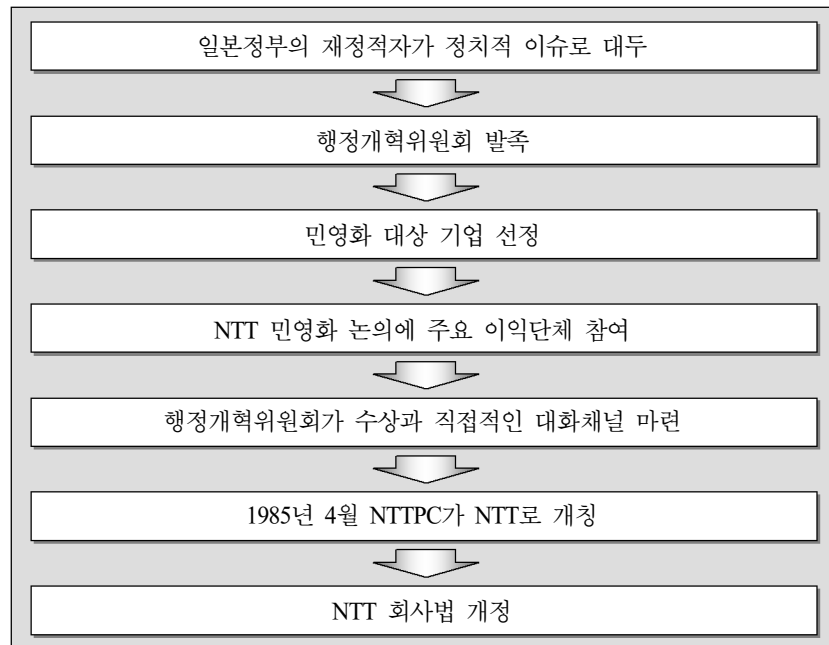 일본정부의 재정적자가 정치적 이슈로 대두
행정개혁위원회 발족
민영화 대상 기업 선정
NTT 민영화 논의에 주요 이익단체 참여
행정개혁위원회가 수상과 직접적인 대화채널 마련
1985년 4월 NTTPC가 NTT로 개칭
NTT 회사법 개정